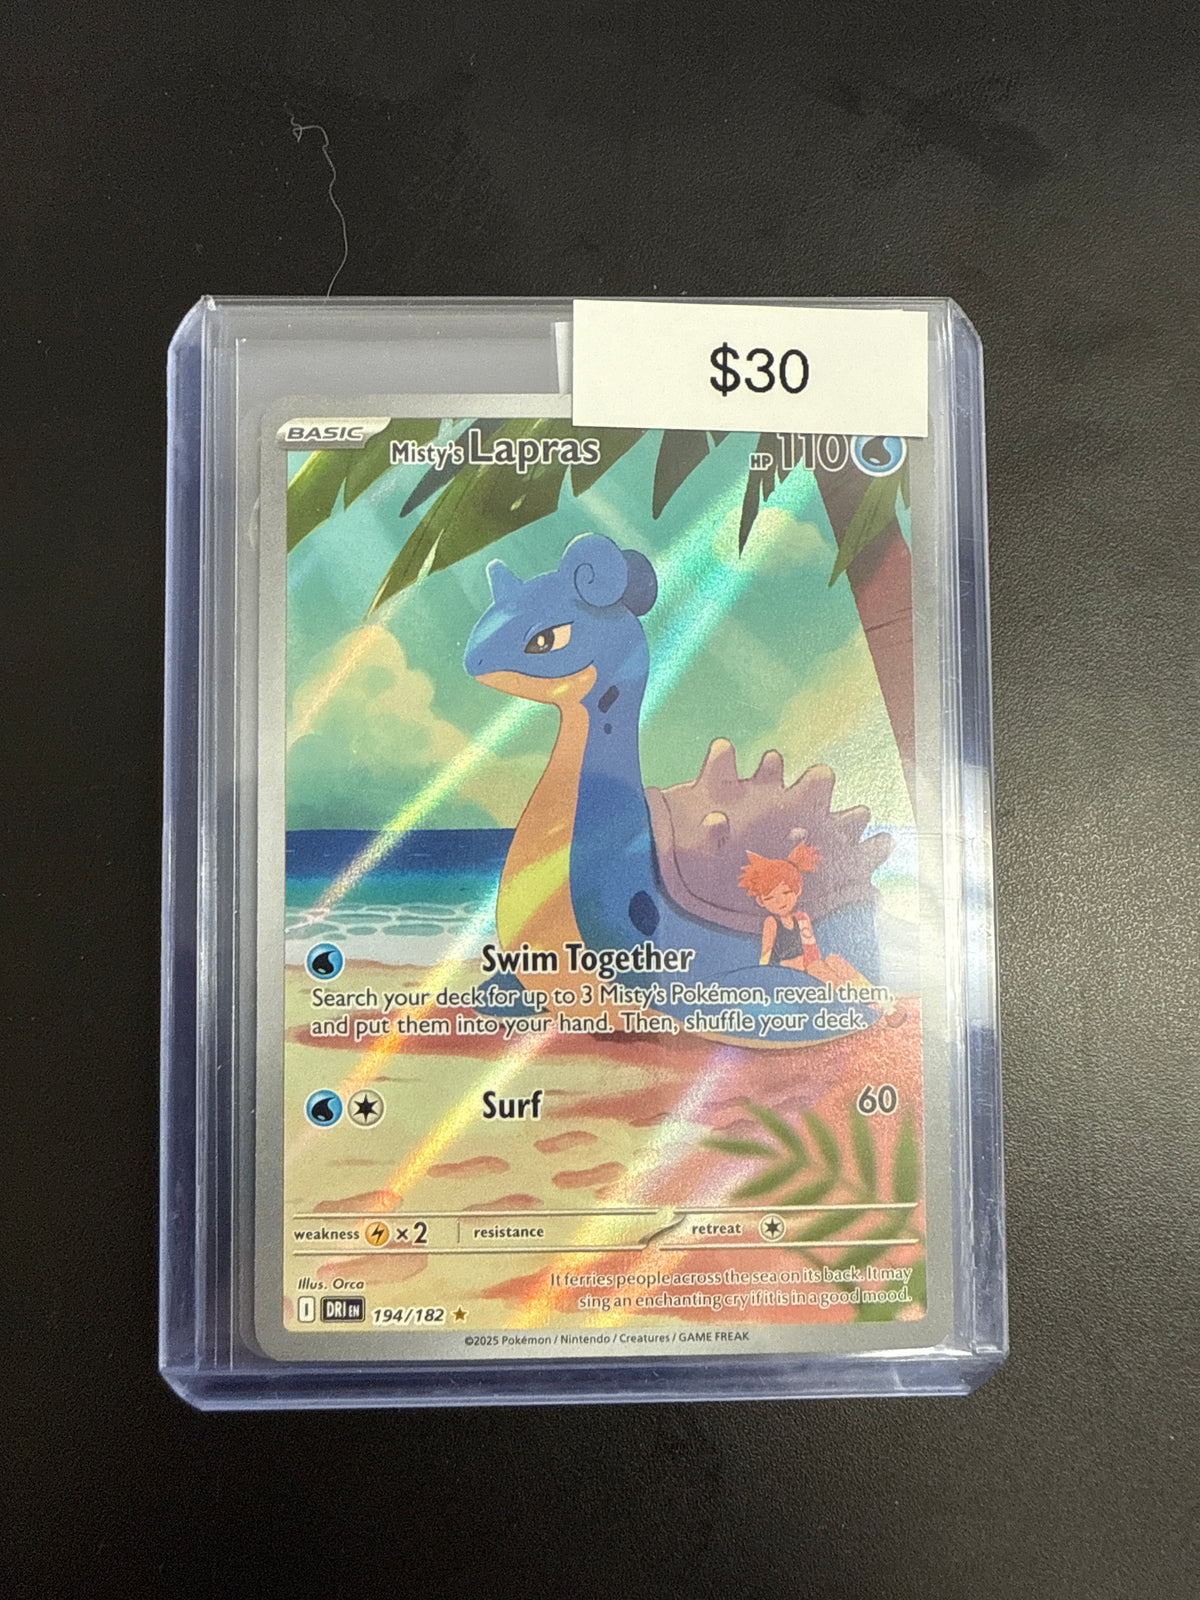 $30
BASIC
Misty's Lapras
HP 110
Swim Together
Search your deck for up to 3 Misty's Pokémon, reveal them,
and put them into your hand. Then, shuffle your deck.
Surf 60
weakness ×2 resistance retreat
Illus. Orca
It ferries people across the sea on its back. It may
sing an enchanting cry if it is in a good mood.
I DRI EN 194/182
©2025 Pokémon / Nintendo / Creatures / GAME FREAK